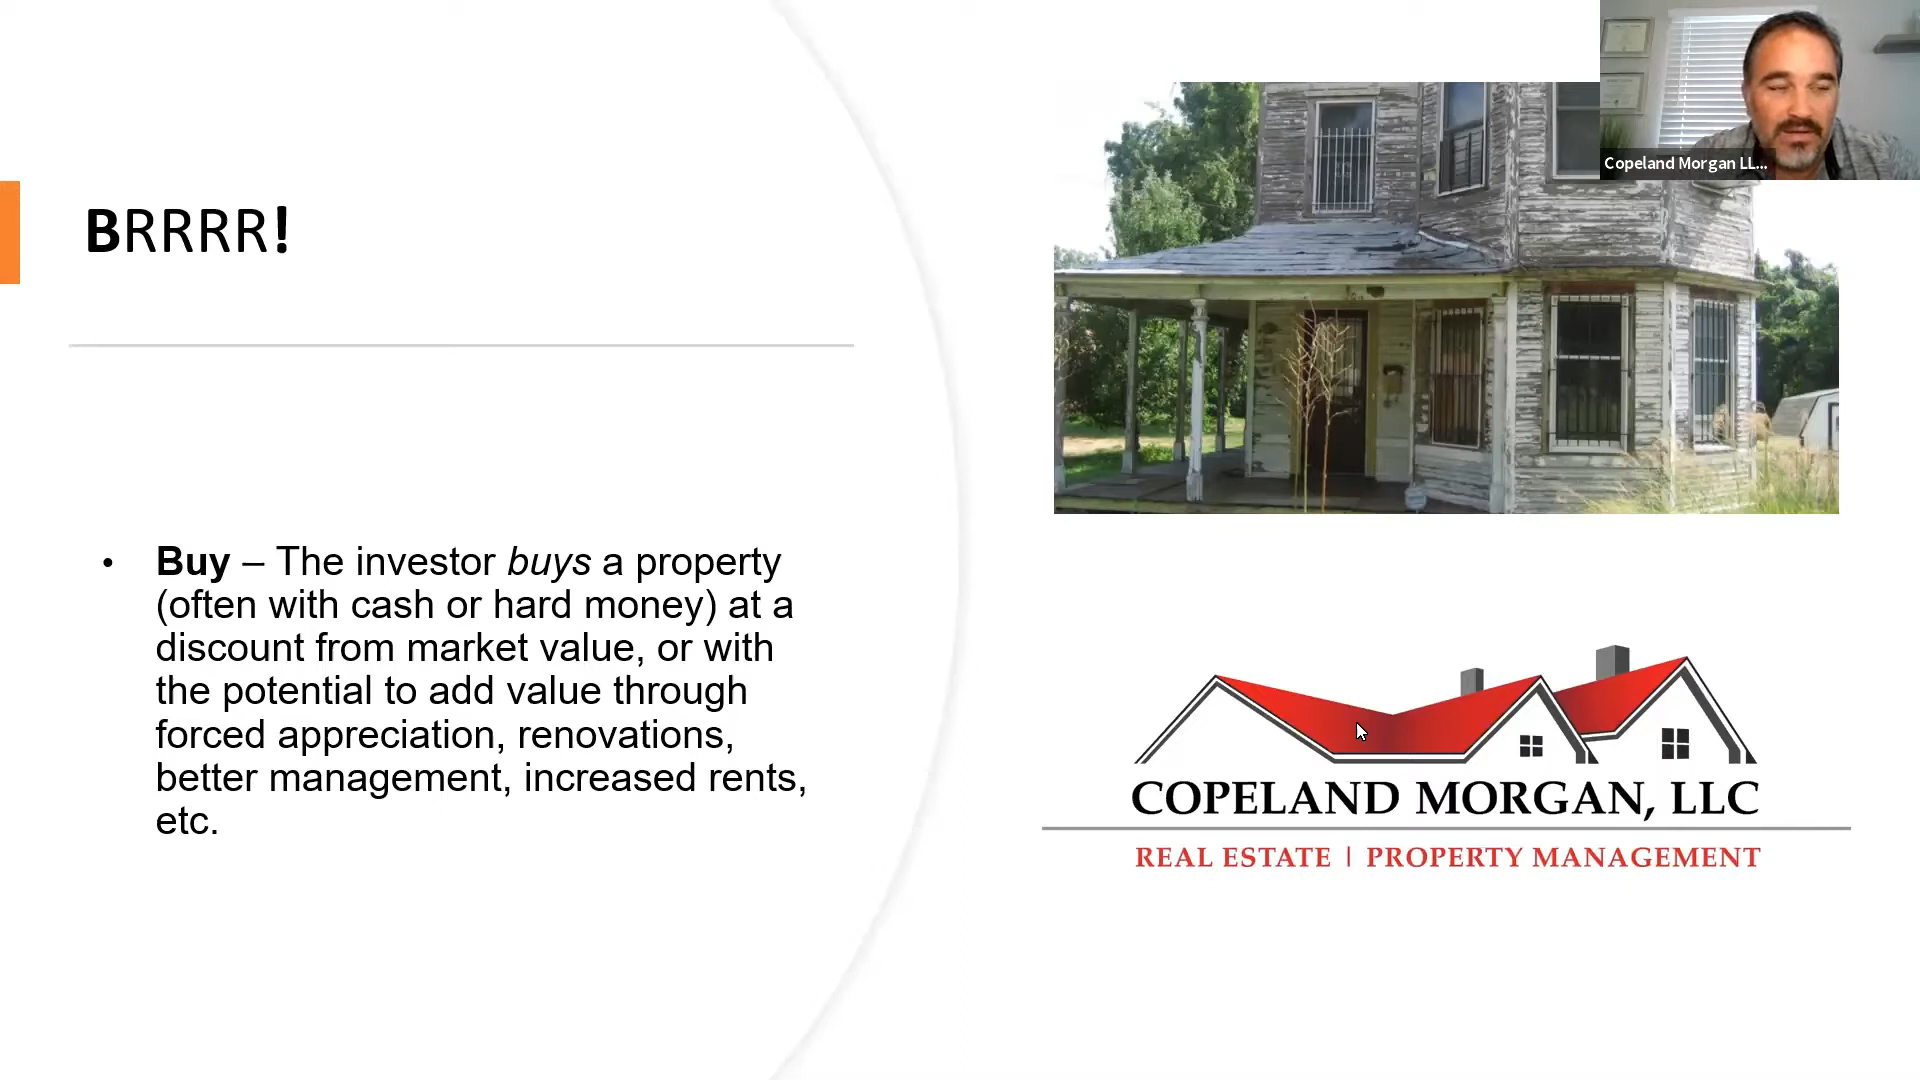 Copeland Morgan LL...
BRRRR!
• Buy – The investor buys a property
(often with cash or hard money) at a
discount from market value, or with
the potential to add value through
forced appreciation, renovations,
better management, increased rents,
etc.
COPELAND MORGAN, LLC
REAL ESTATE | PROPERTY MANAGEMENT